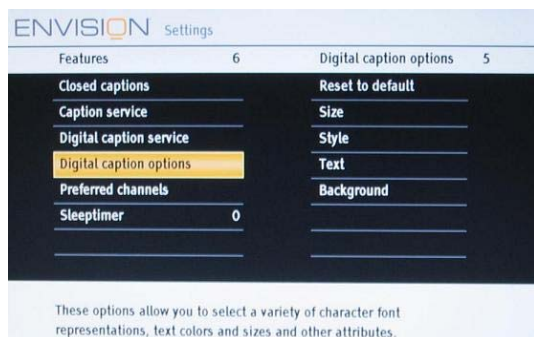 ENVISION Settings
Features 6 Digital caption options 5
Closed captions Reset to default
Caption service Size
Digital caption service Style
Digital caption options Text
Preferred channels Background
Sleeptimer 0
These options allow you to select a variety of character font
representations, text colors and sizes and other attributes.